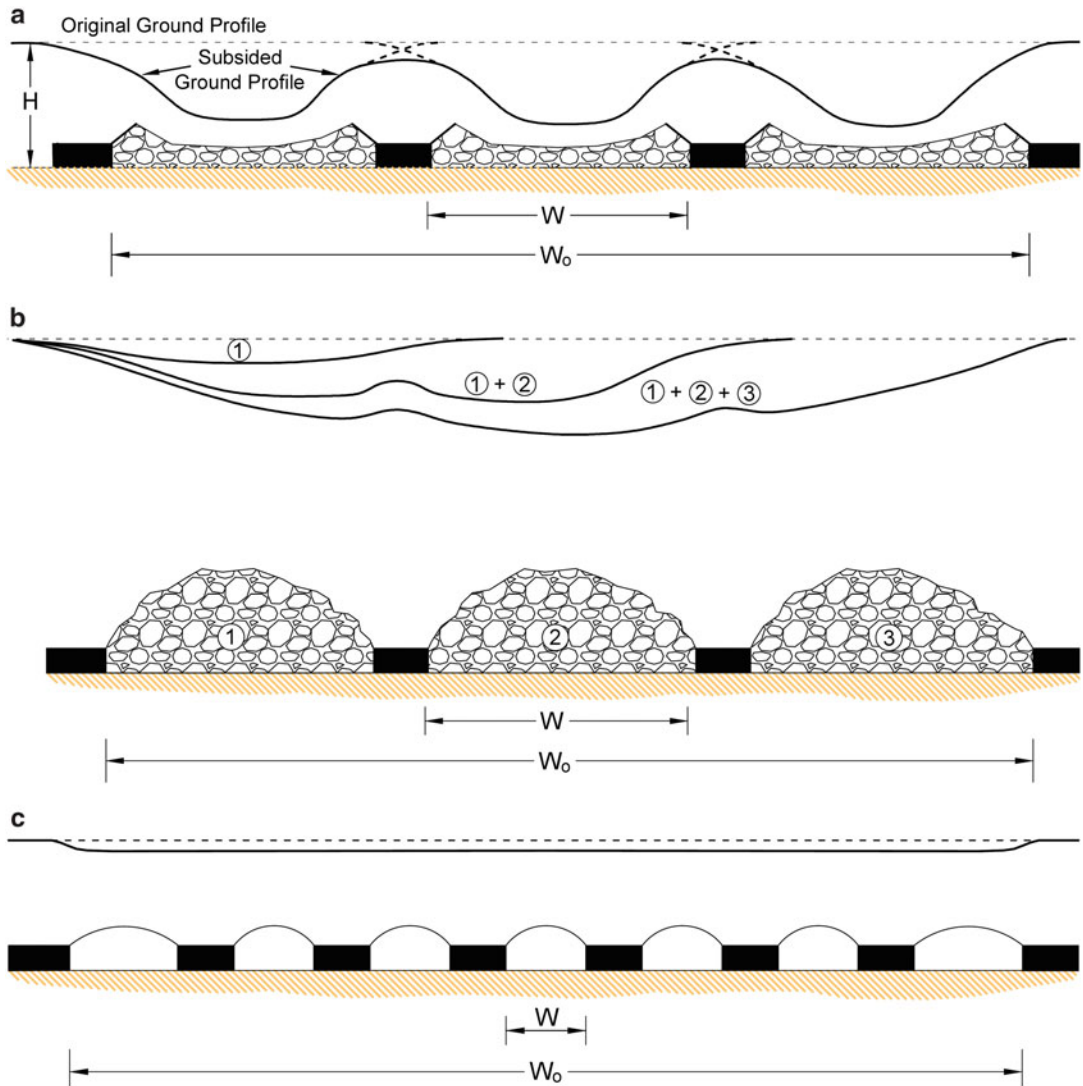 a
Original Ground Profile
Subsided
Ground Profile
H
W
Wₒ
b
①
① + ②
① + ② + ③
① ② ③
W
Wₒ
c
W
Wₒ